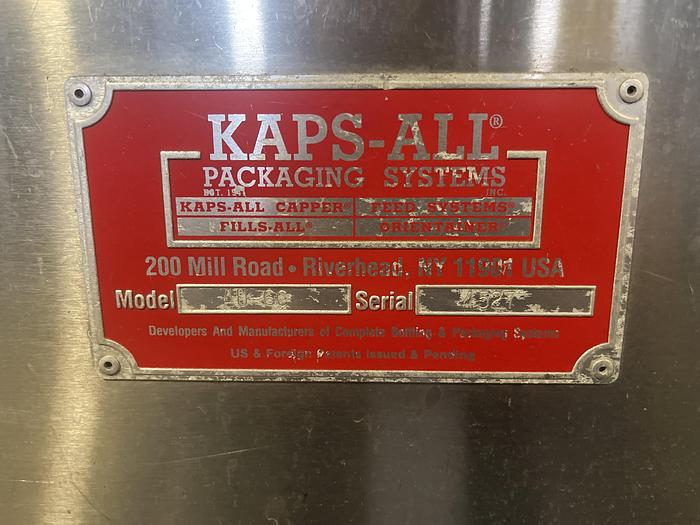 KAPS-ALL®
PACKAGING SYSTEMS
INC.
KAPS-ALL CAPPER® FEED SYSTEMS®
FILLS-ALL® ORIENTAINER®
200 Mill Road • Riverhead, NY 11901 USA
Model Serial
Developers And Manufacturers of Complete Bottling & Packaging Systems
US & Foreign Patents Issued & Pending